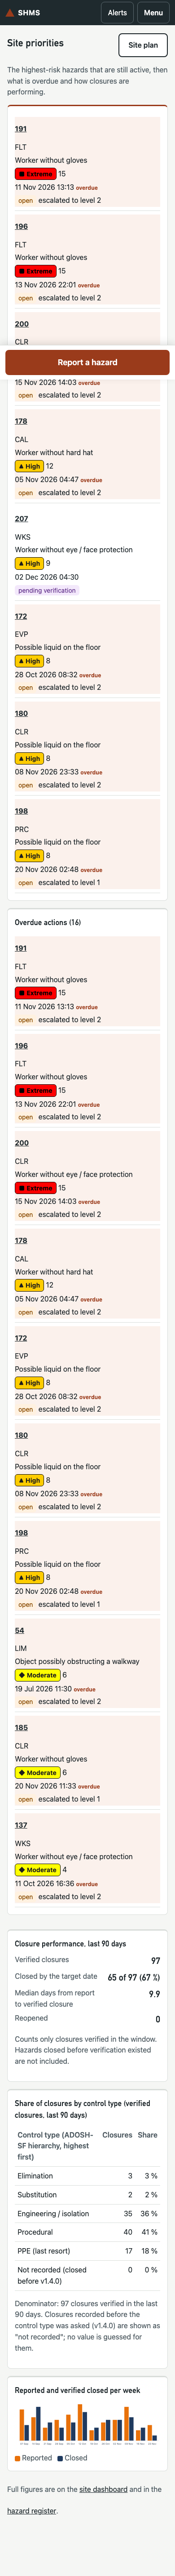 SHMS
Alerts
Menu
Site priorities
Site plan
The highest-risk hazards that are still active, then
what is overdue and how closures are
performing.
191
FLT
Worker without gloves
Extreme 15
11 Nov 2026 13:13 overdue
open escalated to level 2
196
FLT
Worker without gloves
Extreme 15
13 Nov 2026 22:01 overdue
open escalated to level 2
200
CLR
Report a hazard
15 Nov 2026 14:03 overdue
open escalated to level 2
178
CAL
Worker without hard hat
High 12
05 Nov 2026 04:47 overdue
open escalated to level 2
207
WKS
Worker without eye / face protection
High 9
02 Dec 2026 04:30
pending verification
172
EVP
Possible liquid on the floor
High 8
28 Oct 2026 08:32 overdue
open escalated to level 2
180
CLR
Possible liquid on the floor
High 8
08 Nov 2026 23:33 overdue
open escalated to level 2
198
PRC
Possible liquid on the floor
High 8
20 Nov 2026 02:48 overdue
open escalated to level 1
Overdue actions (16)
191
FLT
Worker without gloves
Extreme 15
11 Nov 2026 13:13 overdue
open escalated to level 2
196
FLT
Worker without gloves
Extreme 15
13 Nov 2026 22:01 overdue
open escalated to level 2
200
CLR
Worker without eye / face protection
Extreme 15
15 Nov 2026 14:03 overdue
open escalated to level 2
178
CAL
Worker without hard hat
High 12
05 Nov 2026 04:47 overdue
open escalated to level 2
172
EVP
Possible liquid on the floor
High 8
28 Oct 2026 08:32 overdue
open escalated to level 2
180
CLR
Possible liquid on the floor
High 8
08 Nov 2026 23:33 overdue
open escalated to level 2
198
PRC
Possible liquid on the floor
High 8
20 Nov 2026 02:48 overdue
open escalated to level 1
54
LIM
Object possibly obstructing a walkway
Moderate 6
19 Jul 2026 11:30 overdue
open escalated to level 2
185
CLR
Worker without gloves
Moderate 6
20 Nov 2026 11:33 overdue
open escalated to level 1
137
WKS
Worker without eye / face protection
Moderate 4
11 Oct 2026 16:36 overdue
open escalated to level 2
Closure performance, last 90 days
Verified closures 97
Closed by the target date 65 of 97 (67 %)
Median days from report 9.9
to verified closure
Reopened 0
Counts only closures verified in the window.
Hazards closed before verification existed
are not included.
Share of closures by control type (verified
closures, last 90 days)
Control type (ADOSH- Closures Share
SF hierarchy, highest
first)
Elimination 3 3 %
Substitution 2 2 %
Engineering / isolation 35 36 %
Procedural 40 41 %
PPE (last resort) 17 18 %
Not recorded (closed 0 0 %
before v1.4.0)
Denominator: 97 closures verified in the last
90 days. Closures recorded before the
control type was asked (v1.4.0) are shown as
"not recorded"; no value is guessed for
them.
Reported and verified closed per week
Reported Closed
Full figures are on the site dashboard and in the
hazard register.